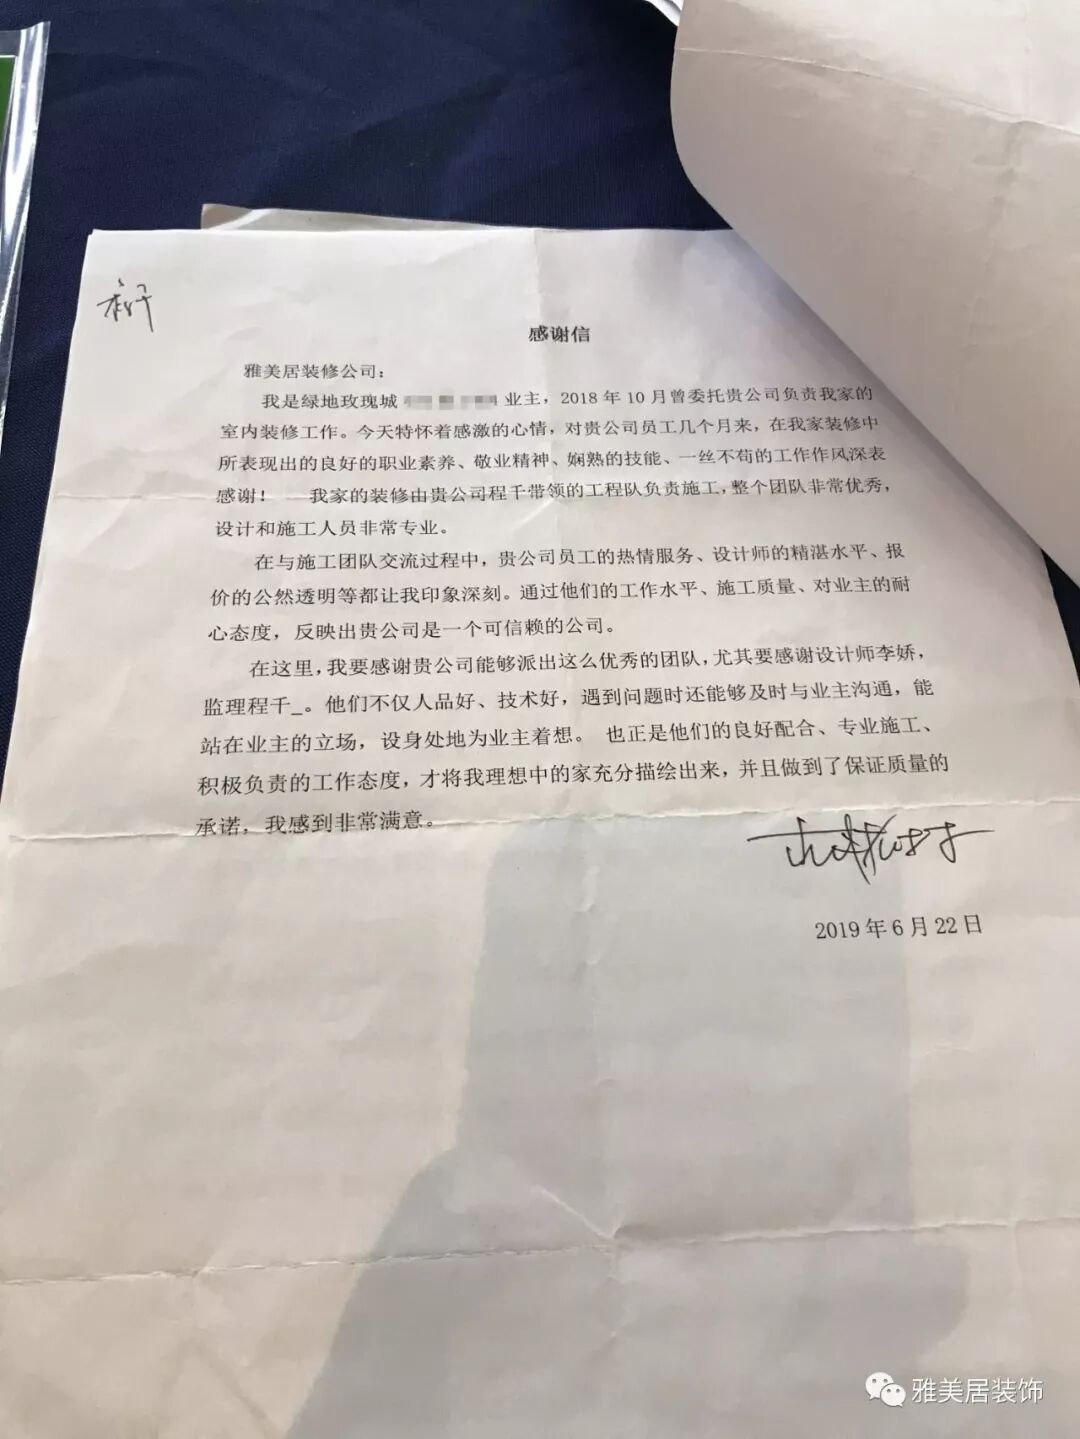 感谢信
雅美居装修公司：
我是绿地玫瑰城 业主，2018 年 10 月曾委托贵公司负责我家的
室内装修工作。今天特怀着感激的心情，对贵公司员工几个月来，在我家装修中
所表现出的良好的职业素养、敬业精神、娴熟的技能、一丝不苟的工作作风深表
感谢！ 我家的装修由贵公司程千带领的工程队负责施工，整个团队非常优秀，
设计和施工人员非常专业。
在与施工团队交流过程中，贵公司员工的热情服务、设计师的精湛水平、报
价的公然透明等都让我印象深刻。通过他们的工作水平、施工质量、对业主的耐
心态度，反映出贵公司是一个可信赖的公司。
在这里，我要感谢贵公司能够派出这么优秀的团队，尤其要感谢设计师李娇，
监理程千_。他们不仅人品好、技术好，遇到问题时还能够及时与业主沟通，能
站在业主的立场，设身处地为业主着想。 也正是他们的良好配合、专业施工、
积极负责的工作态度，才将我理想中的家充分描绘出来，并且做到了保证质量的
承诺，我感到非常满意。
2019 年 6 月 22 日
雅美居装饰